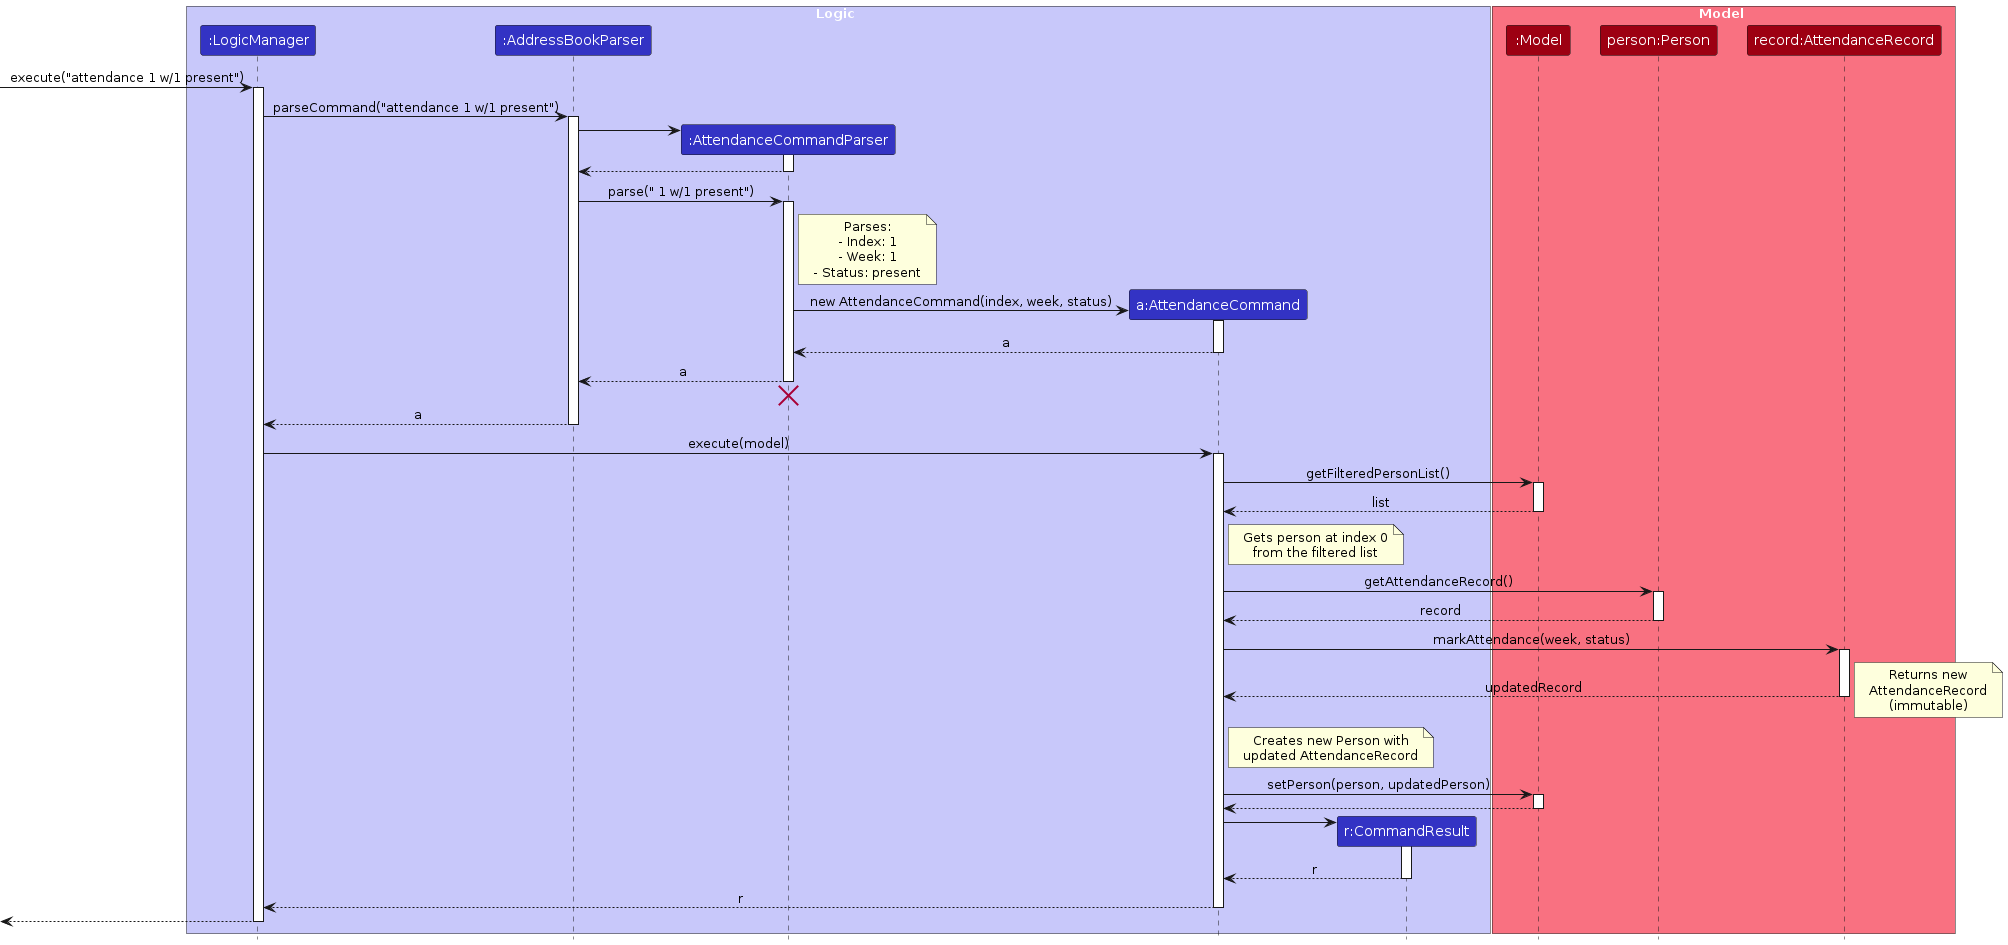 Logic
Model
:LogicManager
:AddressBookParser
:Model
person:Person
record:AttendanceRecord
execute("attendance 1 w/1 present")
parseCommand("attendance 1 w/1 present")
:AttendanceCommandParser
parse(" 1 w/1 present")
Parses:
- Index: 1
- Week: 1
- Status: present
new AttendanceCommand(index, week, status)
a:AttendanceCommand
a
a
a
execute(model)
getFilteredPersonList()
list
Gets person at index 0
from the filtered list
getAttendanceRecord()
record
markAttendance(week, status)
Returns new
AttendanceRecord
(immutable)
updatedRecord
Creates new Person with
updated AttendanceRecord
setPerson(person, updatedPerson)
r:CommandResult
r
r